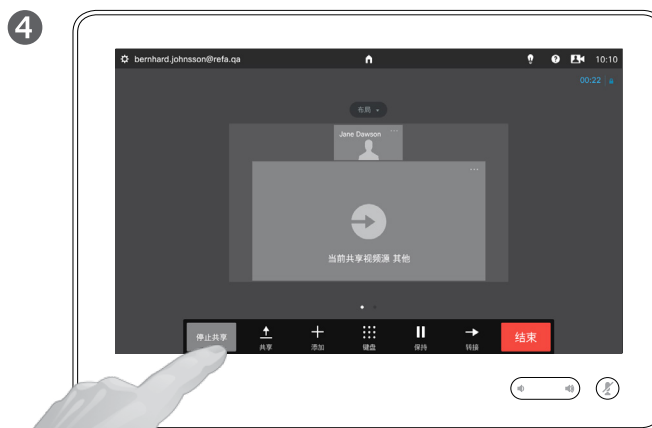 4
bernhard.johnsson@refa.qa
10:10
00:22
布局
Jane Dawson
当前共享视频源 其他
停止共享 共享 添加 键盘 保持 转接 结束